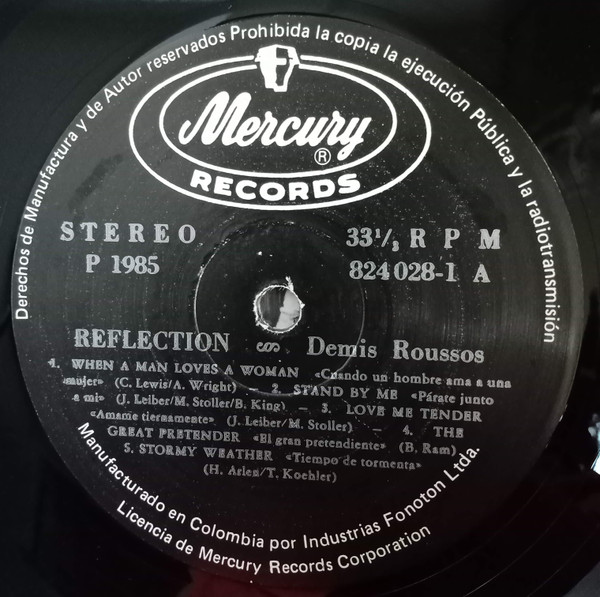 Derechos de Manufactura y de Autor reservados Prohibida la copia la ejecución Pública y la radiotransmisión
Mercury
®
RECORDS
STEREO
P 1985
33 1/3 R P M
824 028-1 A
REFLECTION
Demis Roussos
1. WHEN A MAN LOVES A WOMAN «Cuando un hombre ama a una
mujer» (C. Lewis/A. Wright) — 2. STAND BY ME «Párate junto
a mi» (J. Leiber/M. Stoller/B. King) — 3. LOVE ME TENDER
«Amame tiernamente» (J. Leiber/M. Stoller) — 4. THE
GREAT PRETENDER «El gran pretendiente» (B. Ram)
5. STORMY WEATHER «Tiempo de tormenta»
(H. Arlen/T. Koehler)
Manufacturado en Colombia por Industrias Fonoton Ltda.
Licencia de Mercury Records Corporation